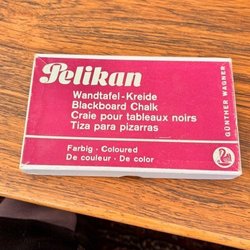 Pelikan
Wandtafel-Kreide
Blackboard Chalk
Craie pour tableaux noirs
Tiza para pizarras
Farbig · Coloured
De couleur · De color
GÜNTHER WAGNER